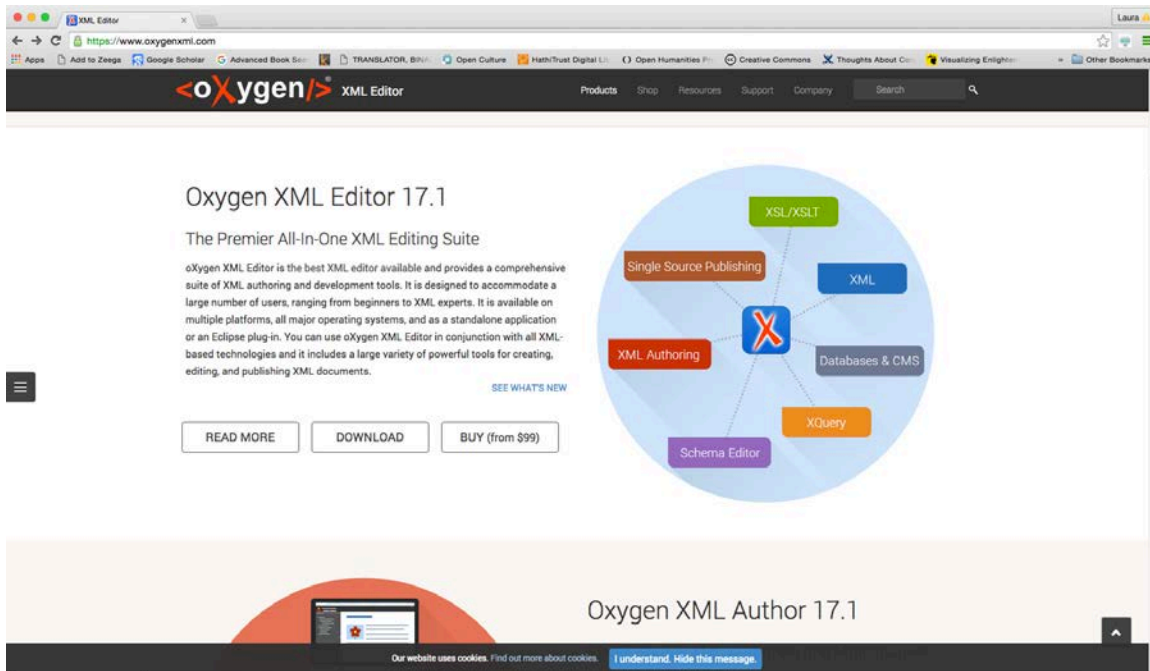 XML Editor
Laura
https://www.oxygenxml.com
Apps Add to Zeega Google Scholar Advanced Book Sea TRANSLATOR, BIN Open Culture HathiTrust Digital Li Open Humanities Pr Creative Commons Thoughts About Con Visualizing Enlighten » Other Bookmarks
<oXygen/>® XML Editor Products Shop Resources Support Company Search
Oxygen XML Editor 17.1
The Premier All-In-One XML Editing Suite
oXygen XML Editor is the best XML editor available and provides a comprehensive
suite of XML authoring and development tools. It is designed to accommodate a
large number of users, ranging from beginners to XML experts. It is available on
multiple platforms, all major operating systems, and as a standalone application
or an Eclipse plug-in. You can use oXygen XML Editor in conjunction with all XML-
based technologies and it includes a large variety of powerful tools for creating,
editing, and publishing XML documents.
SEE WHAT'S NEW
READ MORE DOWNLOAD BUY (from $99)
XSL/XSLT
Single Source Publishing
XML
XML Authoring
Databases & CMS
XQuery
Schema Editor
Oxygen XML Author 17.1
Our website uses cookies. Find out more about cookies. I understand. Hide this message.